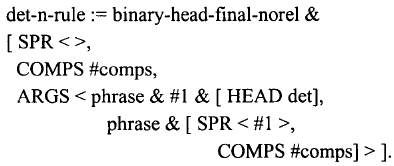 det-n-rule := binary-head-final-norel &
[ SPR < >,
COMPS #comps,
ARGS < phrase & #1 & [ HEAD det],
phrase & [ SPR < #1 >,
COMPS #comps] > ].